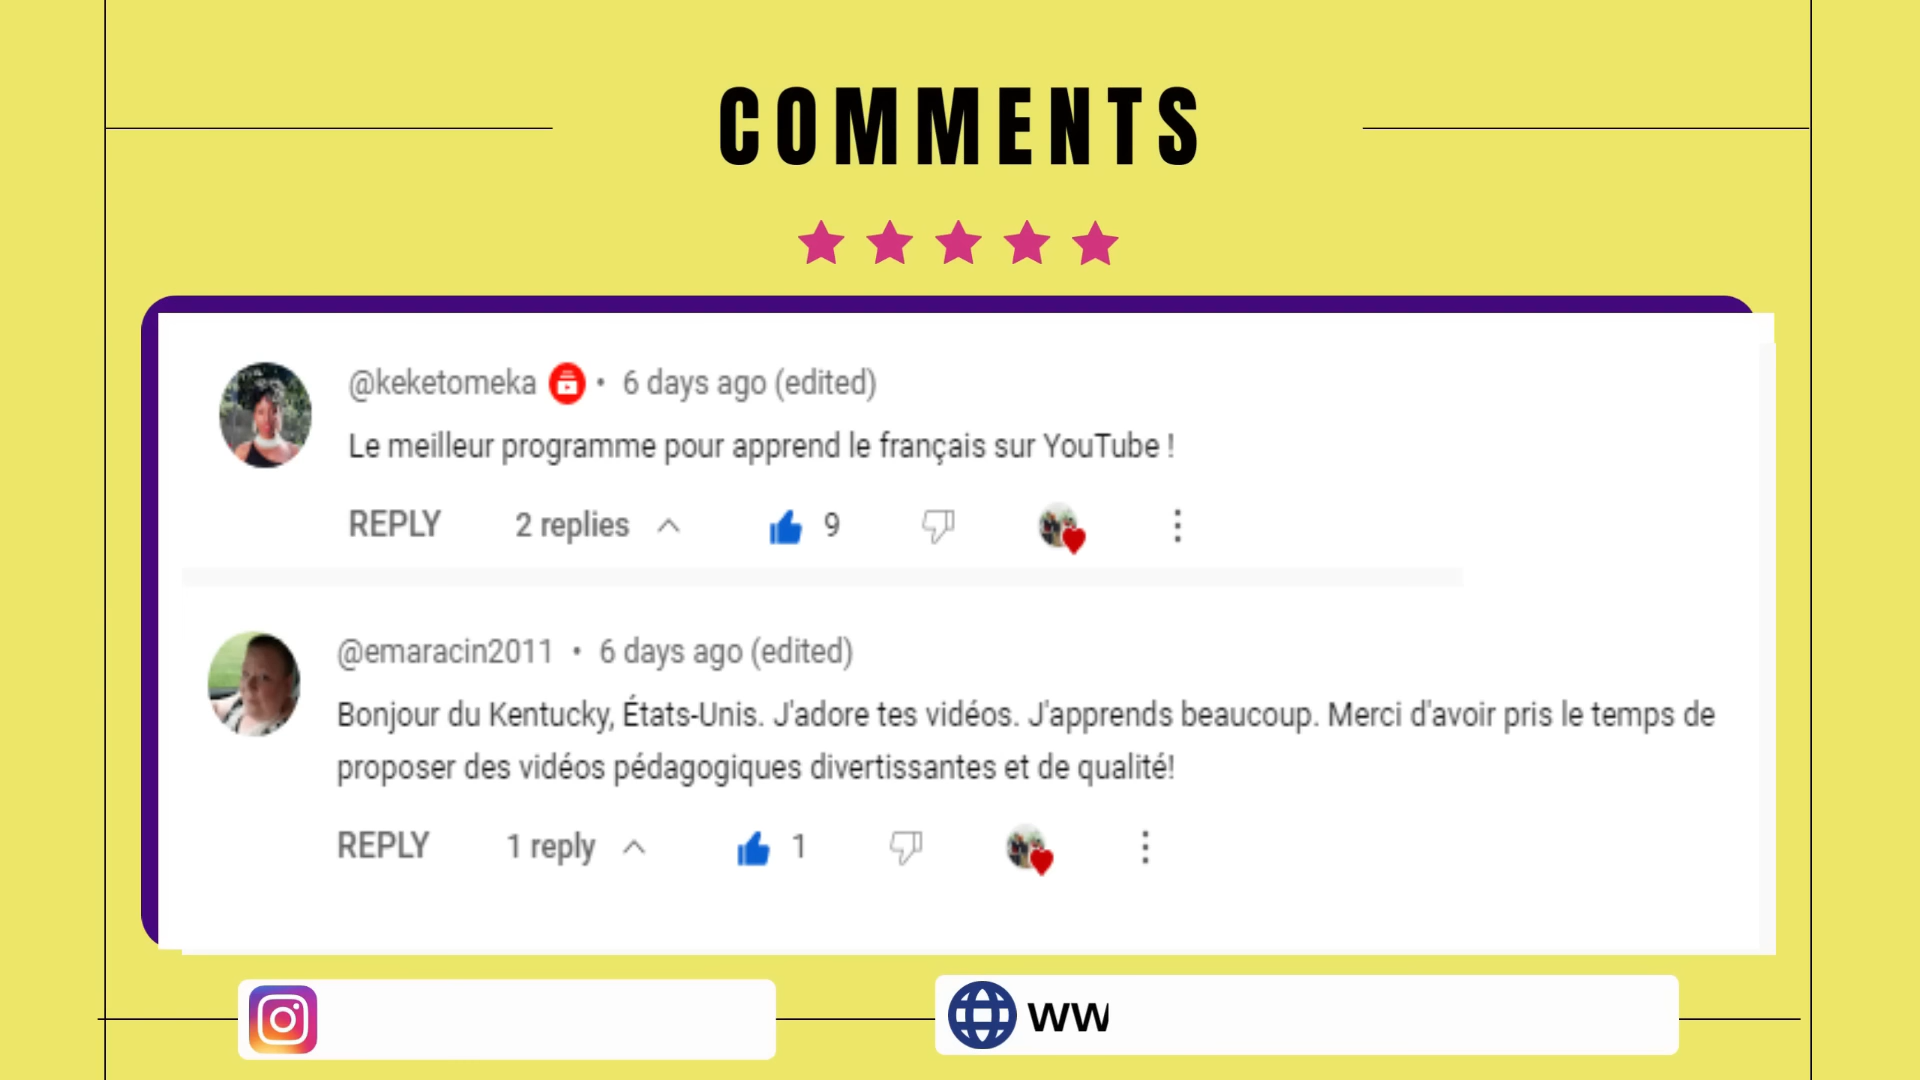 COMMENTS
@keketomeka • 6 days ago (edited)
Le meilleur programme pour apprend le français sur YouTube !
REPLY 2 replies 9
@emaracin2011 • 6 days ago (edited)
Bonjour du Kentucky, États-Unis. J'adore tes vidéos. J'apprends beaucoup. Merci d'avoir pris le temps de
proposer des vidéos pédagogiques divertissantes et de qualité!
REPLY 1 reply 1
ww